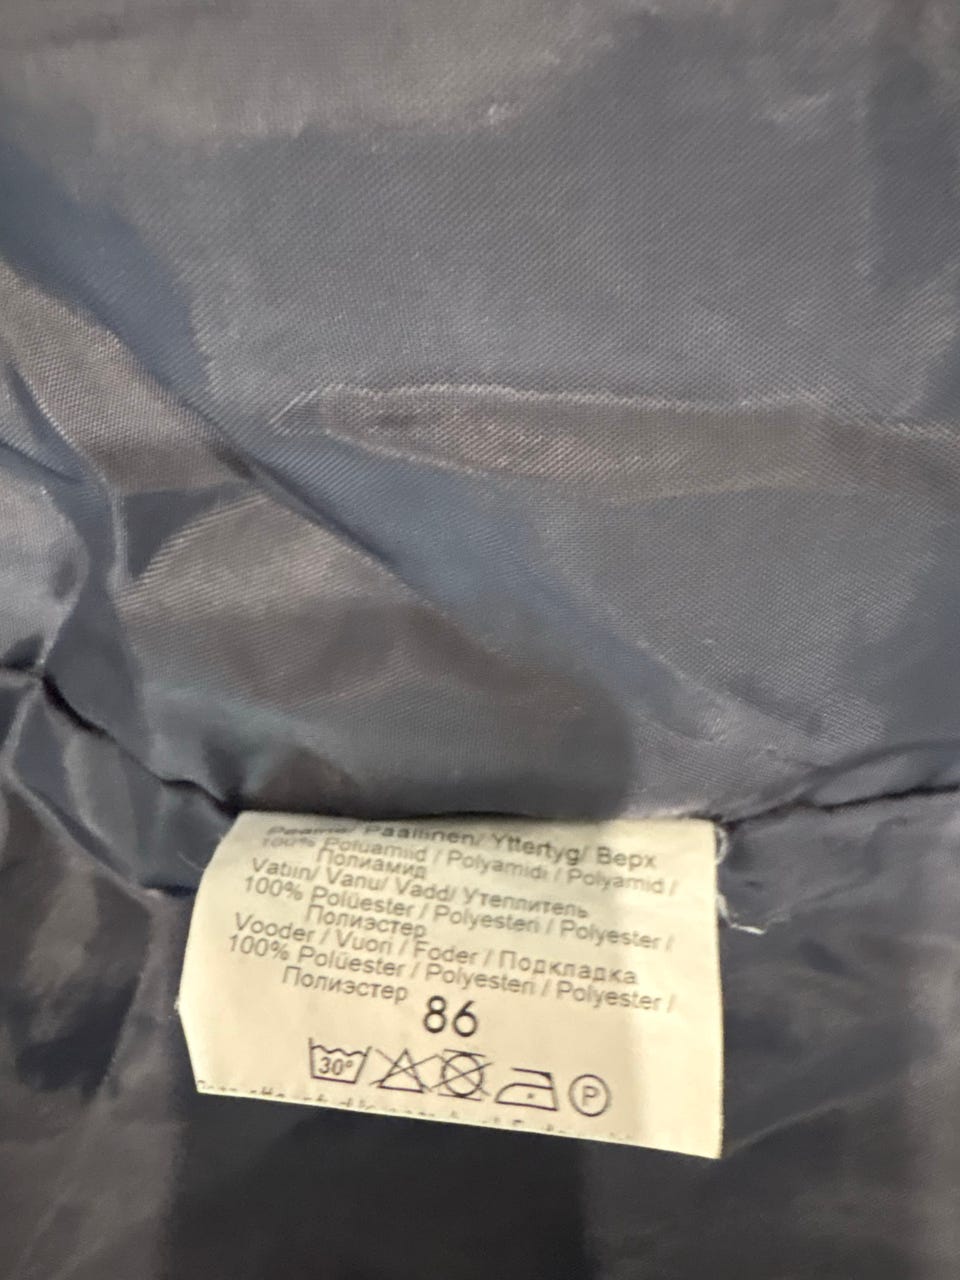 Pealne/ Päällinen/ Yttertyg/ Верх
100% Polüamiid / Polyamidi / Polyamid /
Полиамид
Vatiin/ Vanu/ Vadd/ Утеплитель
100% Polüester / Polyesteri / Polyester /
Полиэстер
Vooder / Vuori / Foder / Подкладка
100% Polüester / Polyesteri / Polyester /
Полиэстер
86
30°
P